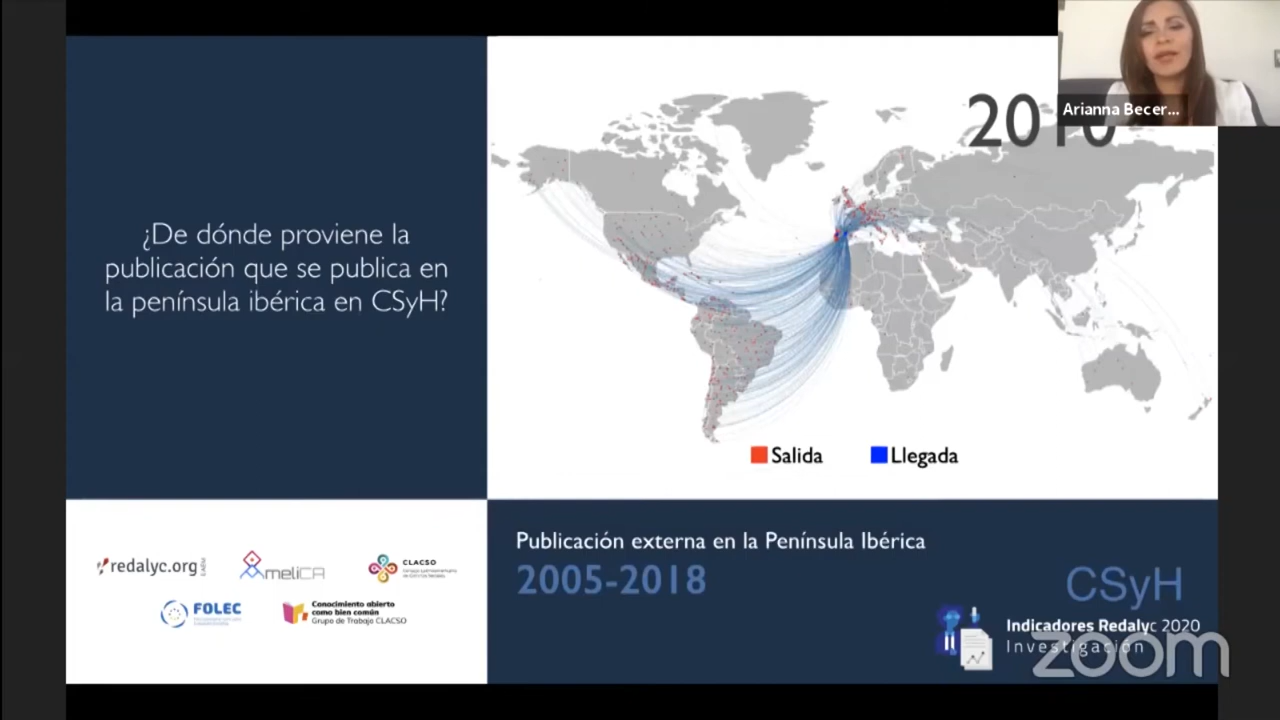 Arianna Becer...
¿De dónde proviene la
publicación que se publica en
la península ibérica en CSyH?
Salida
Llegada
redalyc.org
UAEM
AmeliCA
CLACSO
FOLEC
Conocimiento abierto
como bien común
Grupo de Trabajo CLACSO
Publicación externa en la Península Ibérica
2005-2018
CSyH
Indicadores Redalyc 2020
Investigación
zoom